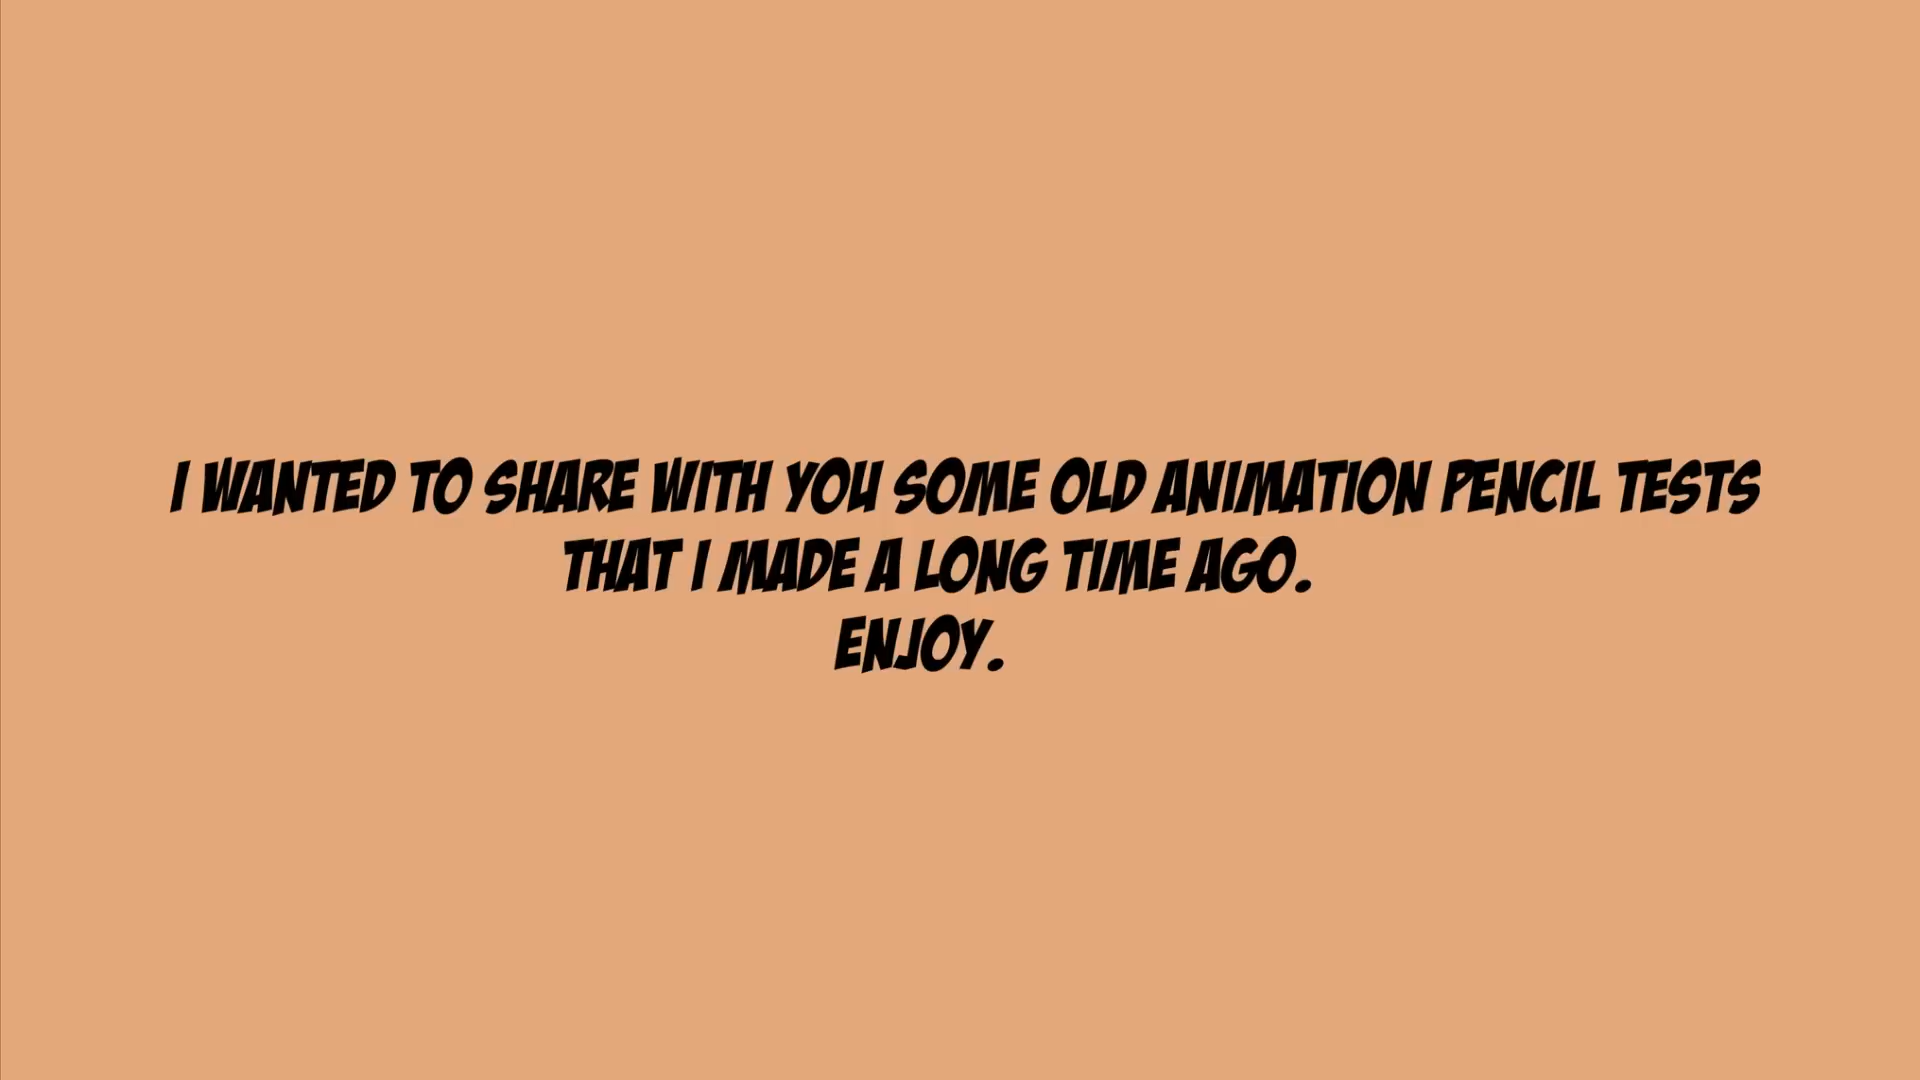 I WANTED TO SHARE WITH YOU SOME OLD ANIMATION PENCIL TESTS
THAT I MADE A LONG TIME AGO.
ENJOY.